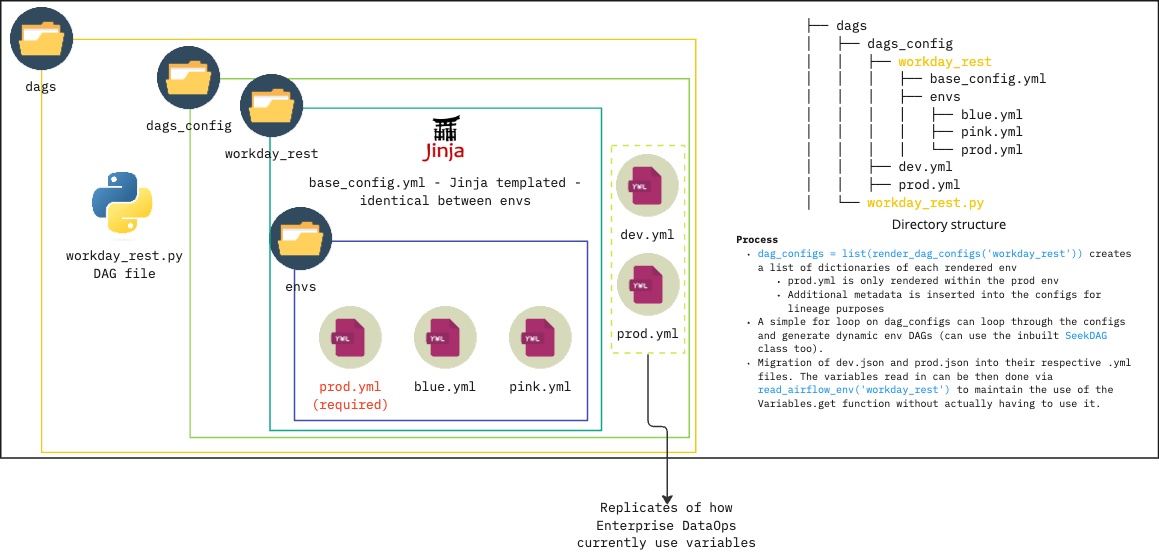 dags
dags_config
workday_rest
Jinja
base_config.yml - Jinja templated -
identical between envs
workday_rest.py
DAG file
envs
YML
prod.yml
(required)
YML
blue.yml
YML
pink.yml
YML
dev.yml
YML
prod.yml
Replicates of how
Enterprise DataOps
currently use variables
├── dags
│ ├── dags_config
│ │ ├── workday_rest
│ │ │ ├── base_config.yml
│ │ │ ├── envs
│ │ │ │ ├── blue.yml
│ │ │ │ ├── pink.yml
│ │ │ │ └── prod.yml
│ │ ├── dev.yml
│ │ ├── prod.yml
│ └── workday_rest.py
Directory structure
Process
• dag_configs = list(render_dag_configs('workday_rest')) creates
a list of dictionaries of each rendered env
• prod.yml is only rendered within the prod env
• Additional metadata is inserted into the configs for
lineage purposes
• A simple for loop on dag_configs can loop through the configs
and generate dynamic env DAGs (can use the inbuilt SeekDAG
class too).
• Migration of dev.json and prod.json into their respective .yml
files. The variables read in can be then done via
read_airflow_env('workday_rest') to maintain the use of the
Variables.get function without actually having to use it.